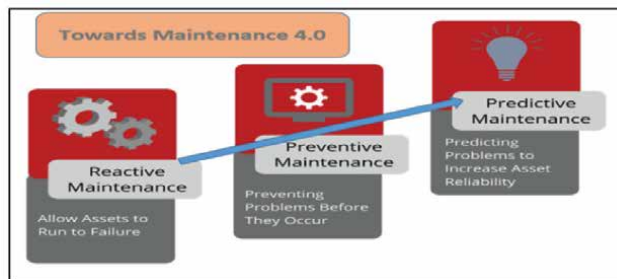 Towards Maintenance 4.0
Reactive
Maintenance
Allow Assets to
Run to Failure
Preventive
Maintenance
Preventing
Problems Before
They Occur
Predictive
Maintenance
Predicting
Problems to
Increase Asset
Reliability